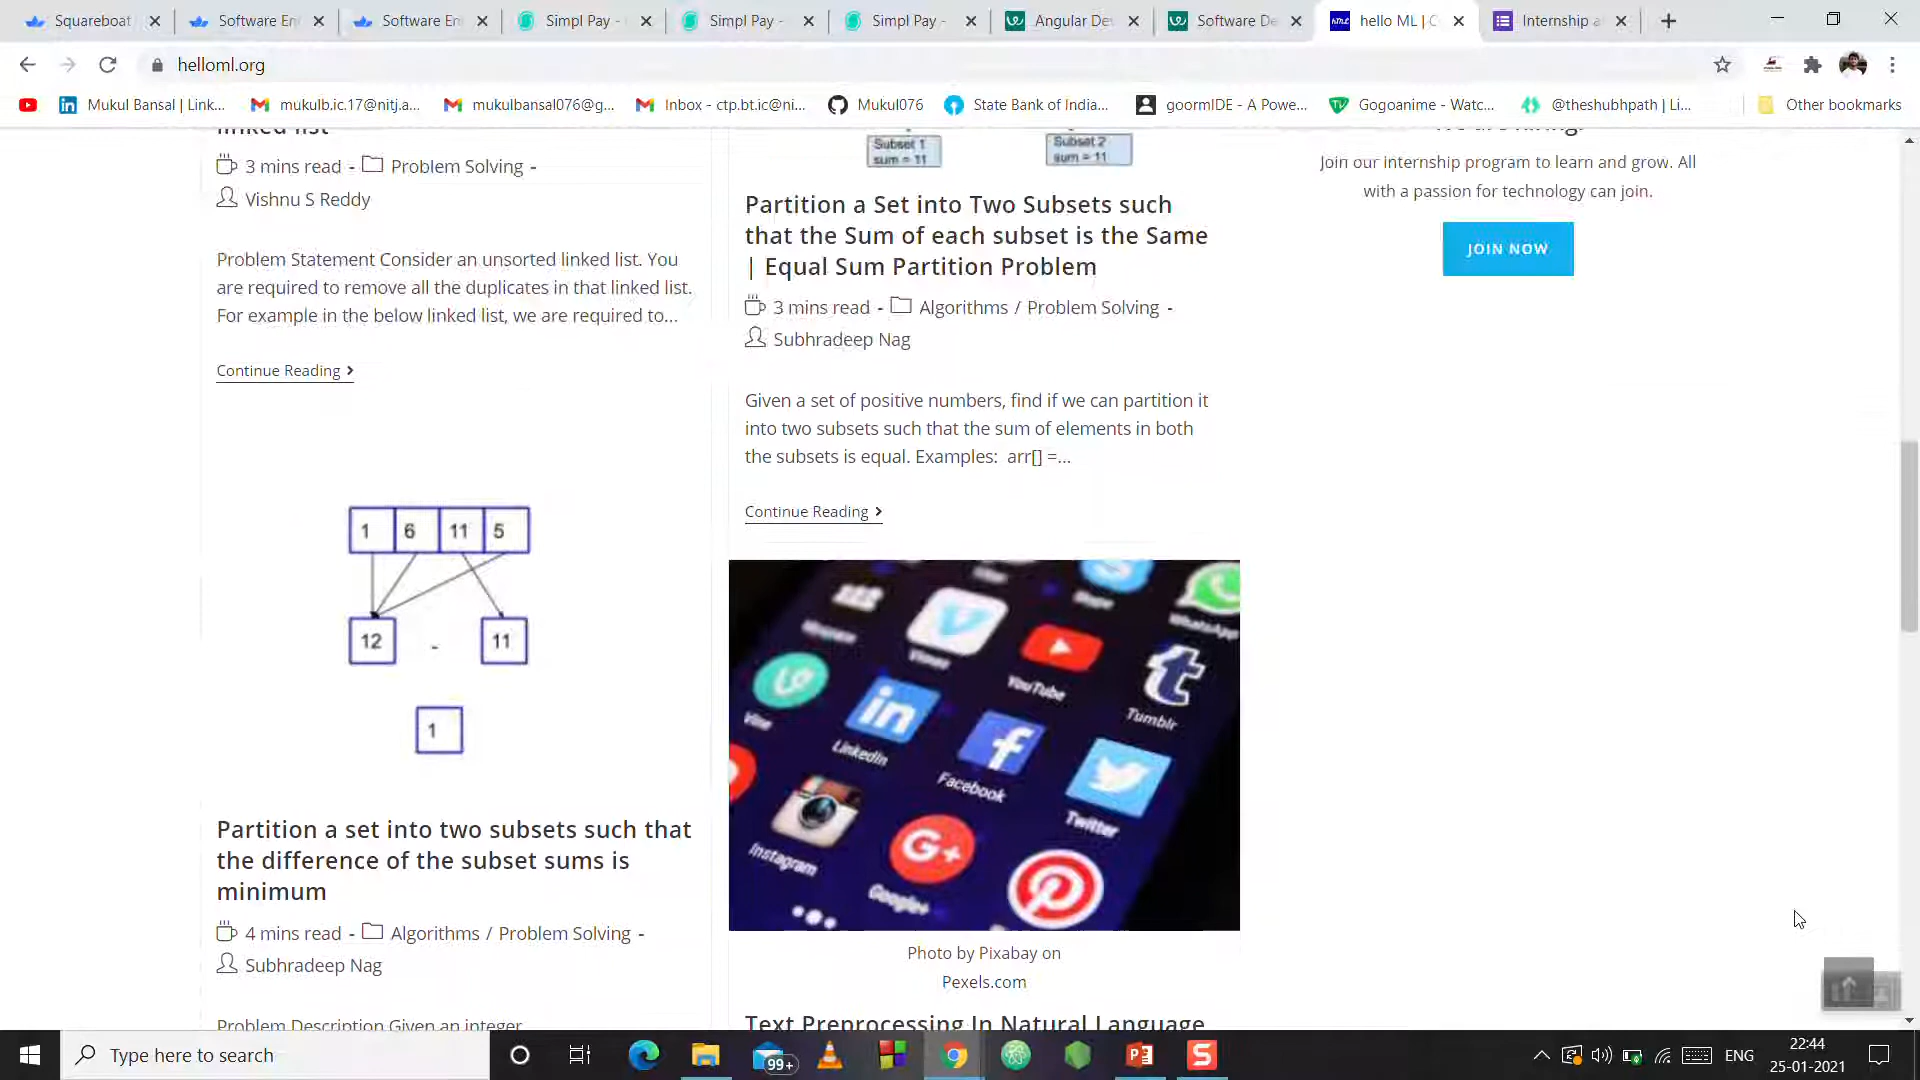 Squareboat
Software En
Software En
Simpl Pay -
Simpl Pay -
Simpl Pay -
Angular De
Software De
hello ML | C
Internship a
helloml.org
Mukul Bansal | Link...
mukulb.ic.17@nitj.a...
mukulbansal076@g...
Inbox - ctp.bt.ic@ni...
Mukul076
State Bank of India...
goormIDE - A Powe...
Gogoanime - Watc...
@theshubhpath | Li...
Other bookmarks
linked list
3 mins read - Problem Solving -
Vishnu S Reddy
Problem Statement Consider an unsorted linked list. You
are required to remove all the duplicates in that linked list.
For example in the below linked list, we are required to...
Continue Reading
1 6 11 5
12 - 11
1
Partition a set into two subsets such that
the difference of the subset sums is
minimum
4 mins read - Algorithms / Problem Solving -
Subhradeep Nag
Problem Description Given an integer
Subset 1
sum = 11
Subset 2
sum = 11
Partition a Set into Two Subsets such
that the Sum of each subset is the Same
| Equal Sum Partition Problem
3 mins read - Algorithms / Problem Solving -
Subhradeep Nag
Given a set of positive numbers, find if we can partition it
into two subsets such that the sum of elements in both
the subsets is equal. Examples: arr[] =...
Continue Reading
Skype
WhatsApp
Vimeo
YouTube
Tumblr
Vine
LinkedIn
Facebook
Twitter
Instagram
Google+
Photo by Pixabay on
Pexels.com
Text Preprocessing In Natural Language
We are hiring!
Join our internship program to learn and grow. All
with a passion for technology can join.
JOIN NOW
Type here to search
99+
ENG
22:44
25-01-2021